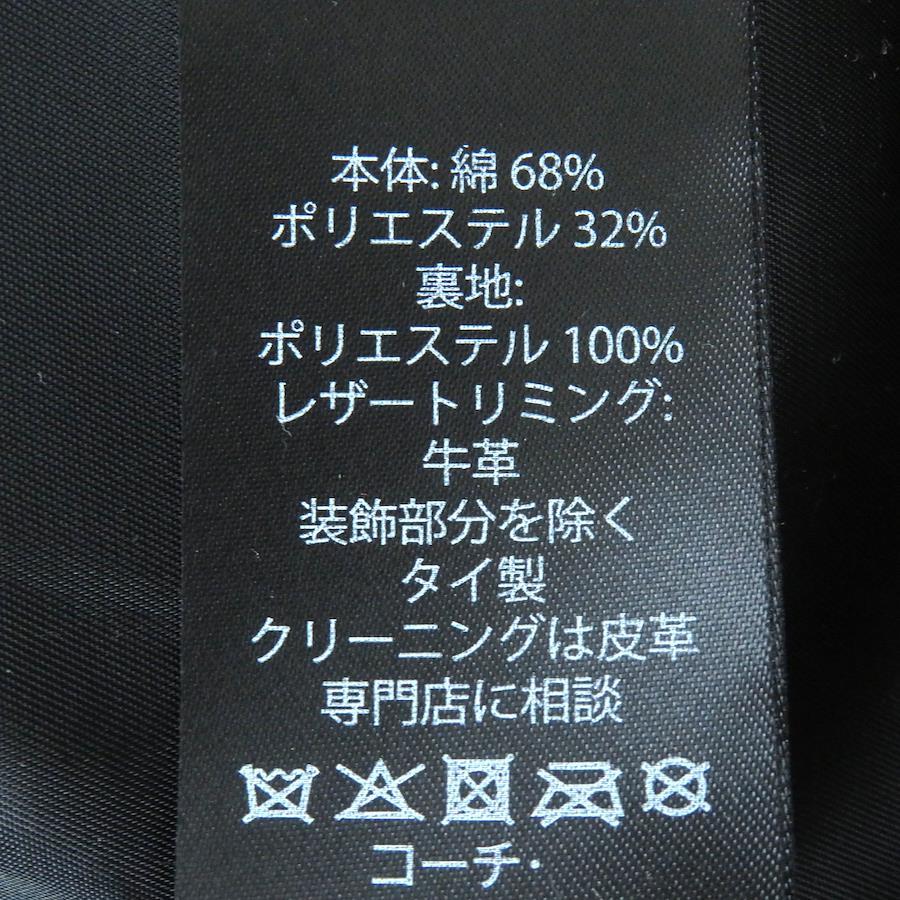 本体: 綿 68%
ポリエステル 32%
裏地:
ポリエステル 100%
レザートリミング:
牛革
装飾部分を除く
タイ製
クリーニングは皮革
専門店に相談
コーチ・